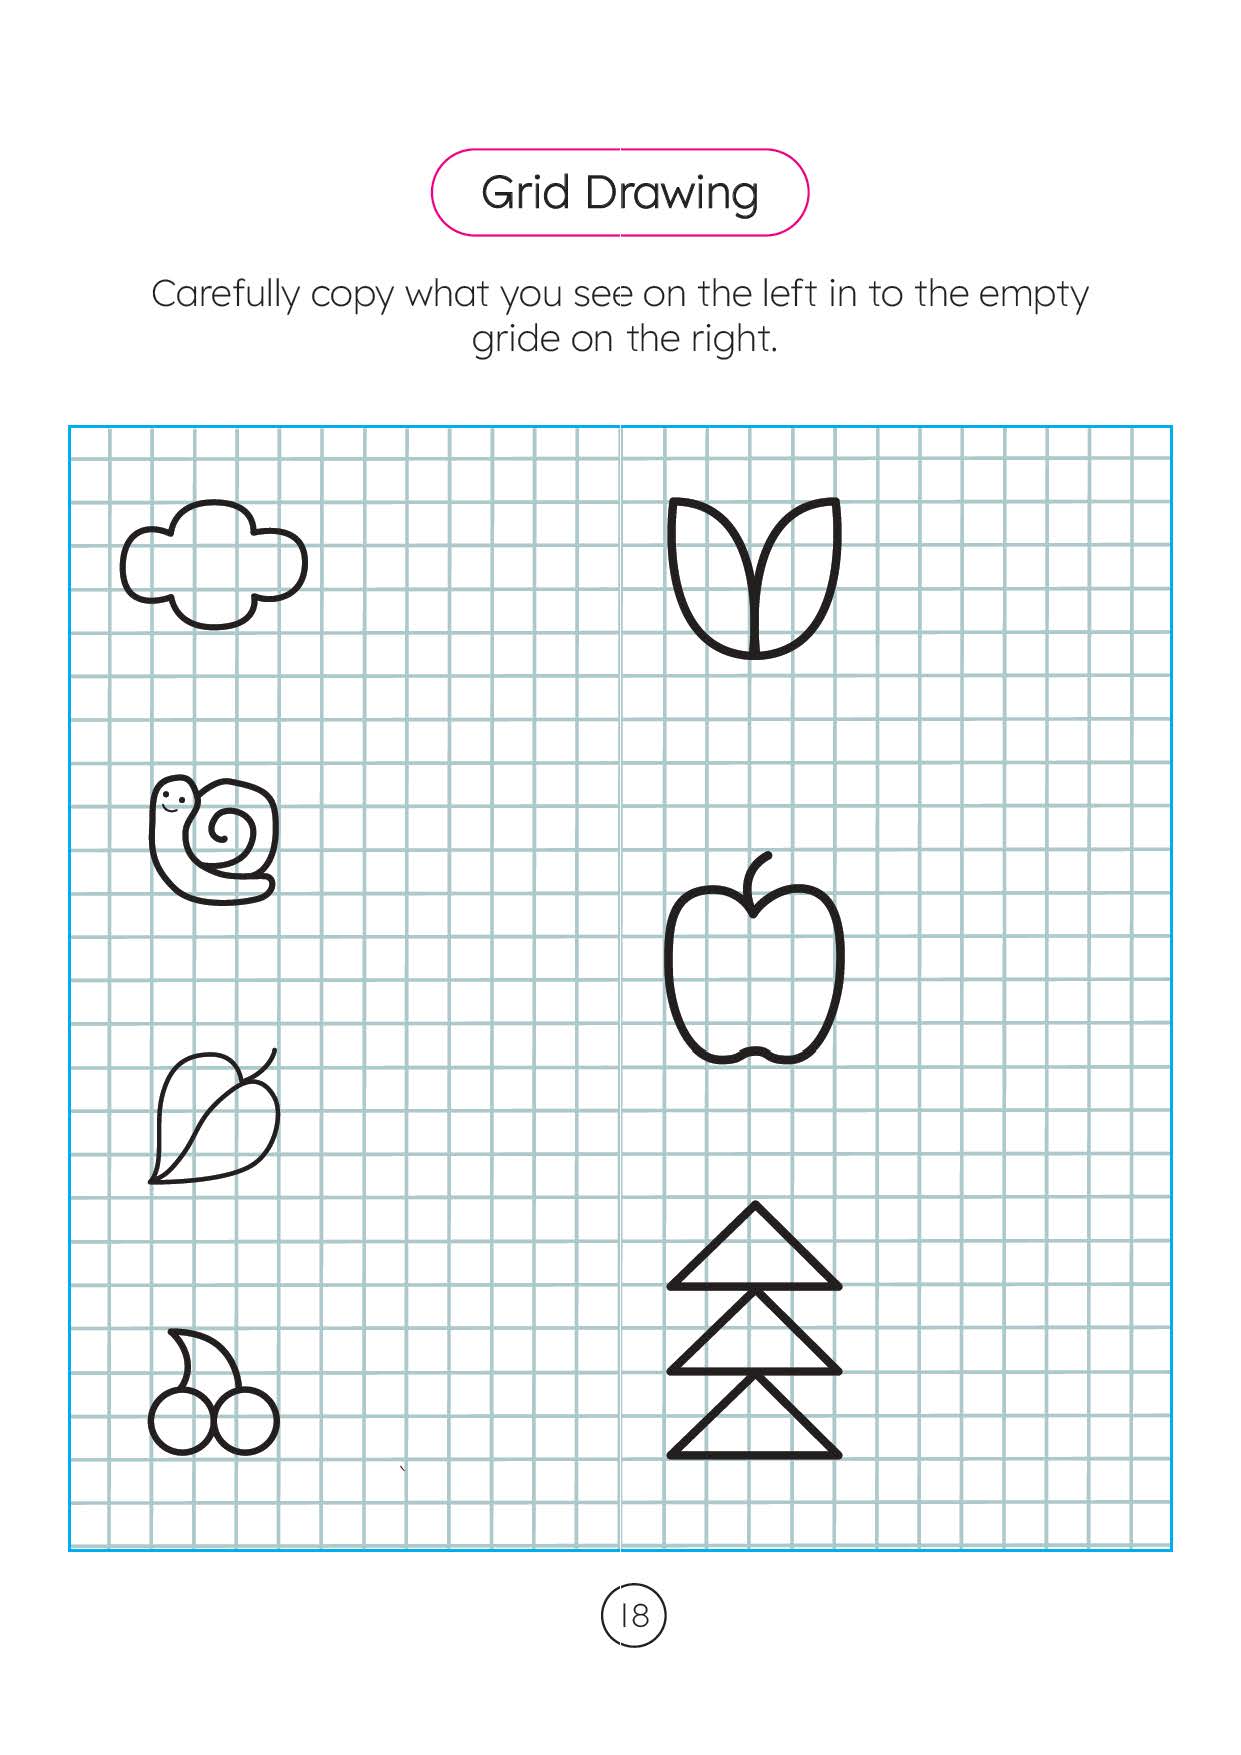 Grid Drawing
Carefully copy what you see on the left in to the empty
gride on the right.
18